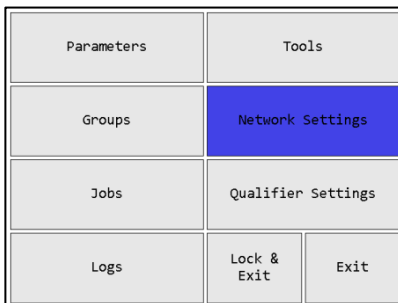 Parameters
Tools
Groups
Network Settings
Jobs
Qualifier Settings
Logs
Lock &
Exit
Exit